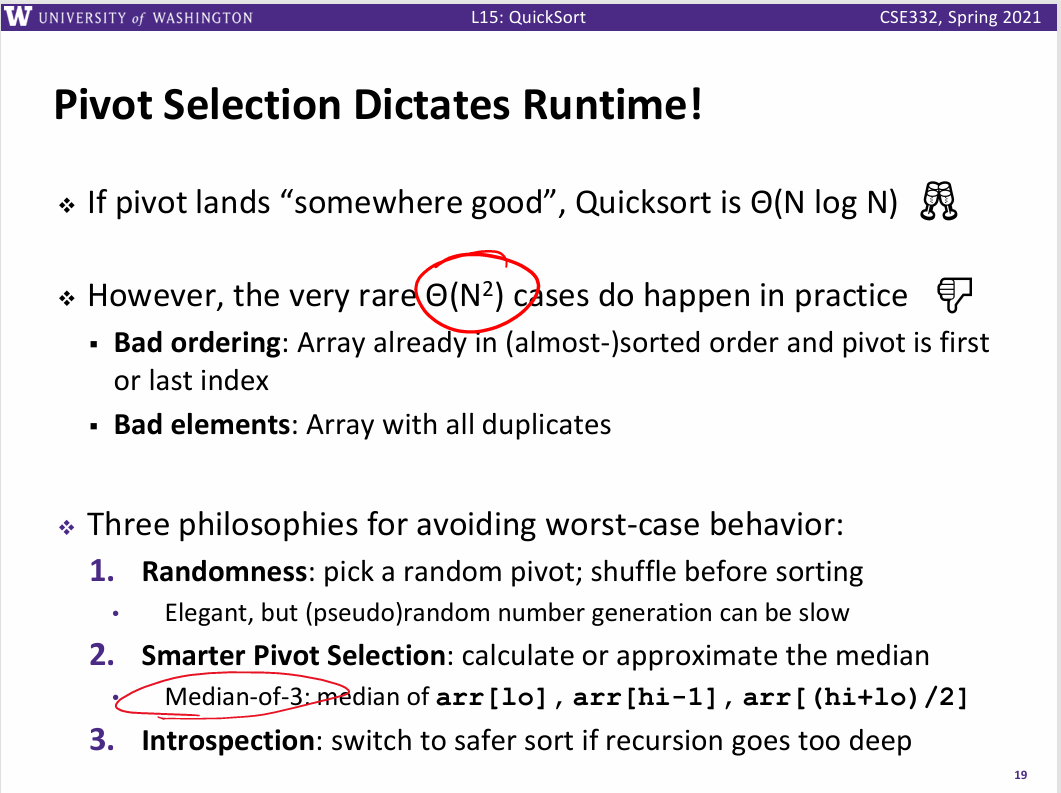 W UNIVERSITY of WASHINGTON
L15: QuickSort
CSE332, Spring 2021
Pivot Selection Dictates Runtime!
❖ If pivot lands “somewhere good”, Quicksort is Θ(N log N)
❖ However, the very rare Θ(N²) cases do happen in practice
▪ Bad ordering: Array already in (almost-)sorted order and pivot is first
or last index
▪ Bad elements: Array with all duplicates
❖ Three philosophies for avoiding worst-case behavior:
1. Randomness: pick a random pivot; shuffle before sorting
• Elegant, but (pseudo)random number generation can be slow
2. Smarter Pivot Selection: calculate or approximate the median
• Median-of-3: median of arr[lo], arr[hi-1], arr[(hi+lo)/2]
3. Introspection: switch to safer sort if recursion goes too deep
19